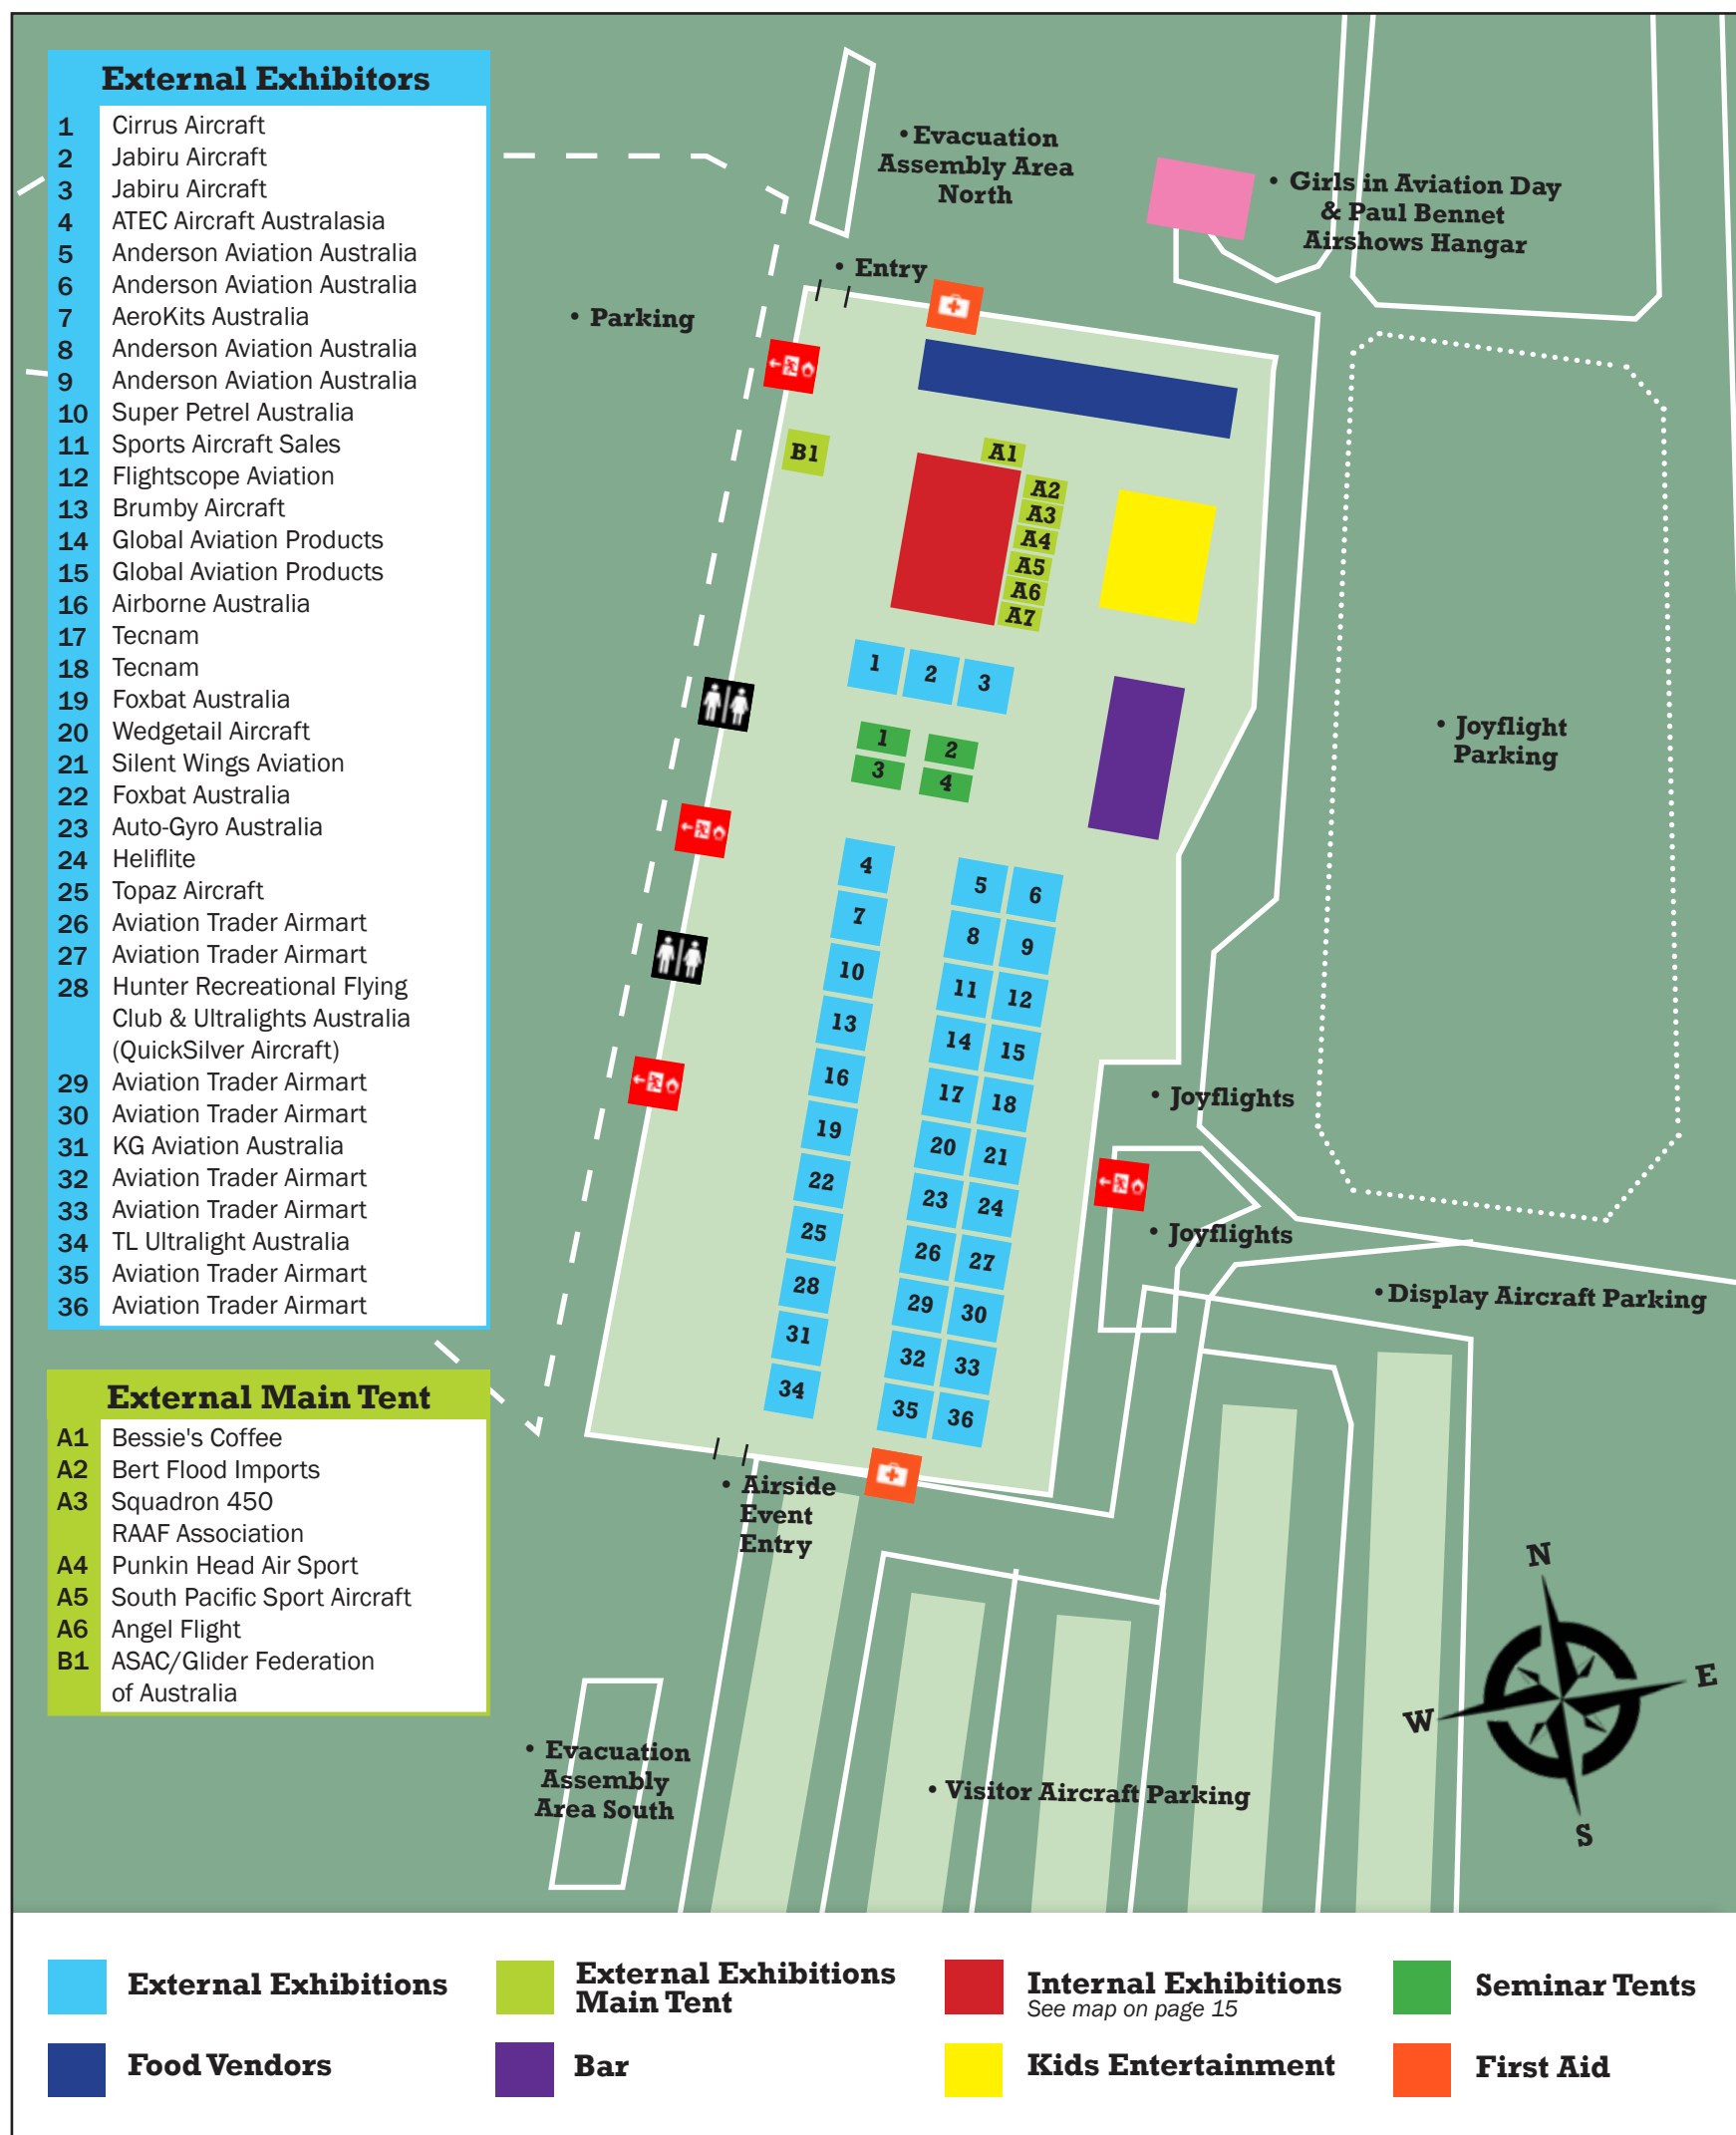 External Exhibitors
1 Cirrus Aircraft
2 Jabiru Aircraft
3 Jabiru Aircraft
4 ATEC Aircraft Australasia
5 Anderson Aviation Australia
6 Anderson Aviation Australia
7 AeroKits Australia
8 Anderson Aviation Australia
9 Anderson Aviation Australia
10 Super Petrel Australia
11 Sports Aircraft Sales
12 Flightscope Aviation
13 Brumby Aircraft
14 Global Aviation Products
15 Global Aviation Products
16 Airborne Australia
17 Tecnam
18 Tecnam
19 Foxbat Australia
20 Wedgetail Aircraft
21 Silent Wings Aviation
22 Foxbat Australia
23 Auto-Gyro Australia
24 Heliflite
25 Topaz Aircraft
26 Aviation Trader Airmart
27 Aviation Trader Airmart
28 Hunter Recreational Flying
Club & Ultralights Australia
(QuickSilver Aircraft)
29 Aviation Trader Airmart
30 Aviation Trader Airmart
31 KG Aviation Australia
32 Aviation Trader Airmart
33 Aviation Trader Airmart
34 TL Ultralight Australia
35 Aviation Trader Airmart
36 Aviation Trader Airmart
External Main Tent
A1 Bessie's Coffee
A2 Bert Flood Imports
A3 Squadron 450
RAAF Association
A4 Punkin Head Air Sport
A5 South Pacific Sport Aircraft
A6 Angel Flight
B1 ASAC/Glider Federation
of Australia
• Evacuation
Assembly Area
North
• Girls in Aviation Day
& Paul Bennet
Airshows Hangar
• Entry
• Parking
B1
A1
A2
A3
A4
A5
A6
A7
1 2 3
1 2
3 4
• Joyflight
Parking
4 5 6
7 8 9
10 11 12
13 14 15
16 17 18
19 20 21
22 23 24
25 26 27
28 29 30
31 32 33
34 35 36
• Joyflights
• Joyflights
• Display Aircraft Parking
• Airside
Event
Entry
• Evacuation
Assembly
Area South
• Visitor Aircraft Parking
N
E
W
S
External Exhibitions
External Exhibitions
Main Tent
Internal Exhibitions
See map on page 15
Seminar Tents
Food Vendors
Bar
Kids Entertainment
First Aid